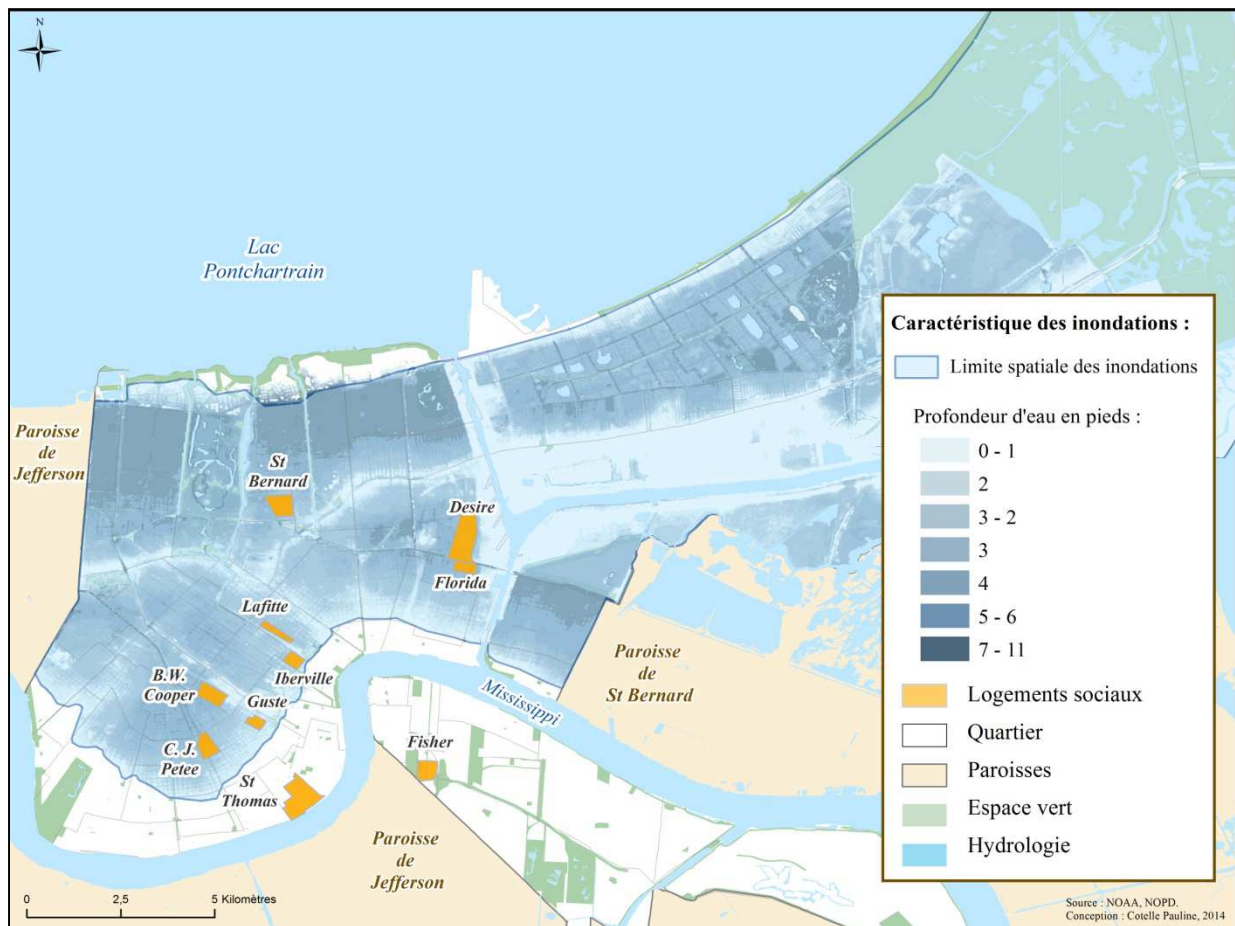 N
Lac
Pontchartrain
Paroisse
de
Jefferson
St
Bernard
Desire
Florida
Lafitte
Iberville
B.W.
Cooper
Guste
C. J.
Petee
St
Thomas
Fisher
Mississippi
Paroisse
de
St Bernard
Paroisse
de
Jefferson
0 2,5 5 Kilomètres
Caractéristique des inondations :
Limite spatiale des inondations
Profondeur d'eau en pieds :
0 - 1
2
3 - 2
3
4
5 - 6
7 - 11
Logements sociaux
Quartier
Paroisses
Espace vert
Hydrologie
Source : NOAA, NOPD.
Conception : Cotelle Pauline, 2014